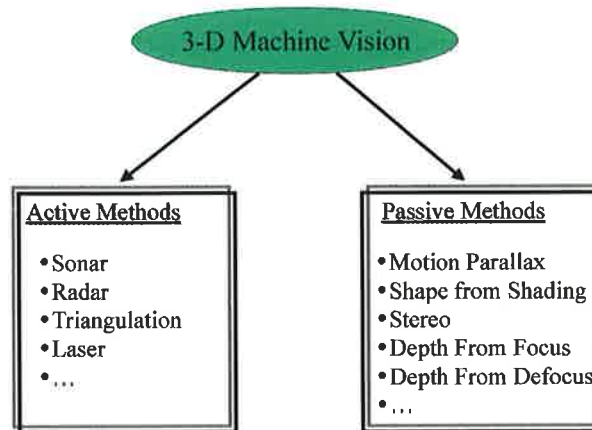 3-D Machine Vision
Active Methods
•Sonar
•Radar
•Triangulation
•Laser
•...
Passive Methods
•Motion Parallax
•Shape from Shading
•Stereo
•Depth From Focus
•Depth From Defocus
•...